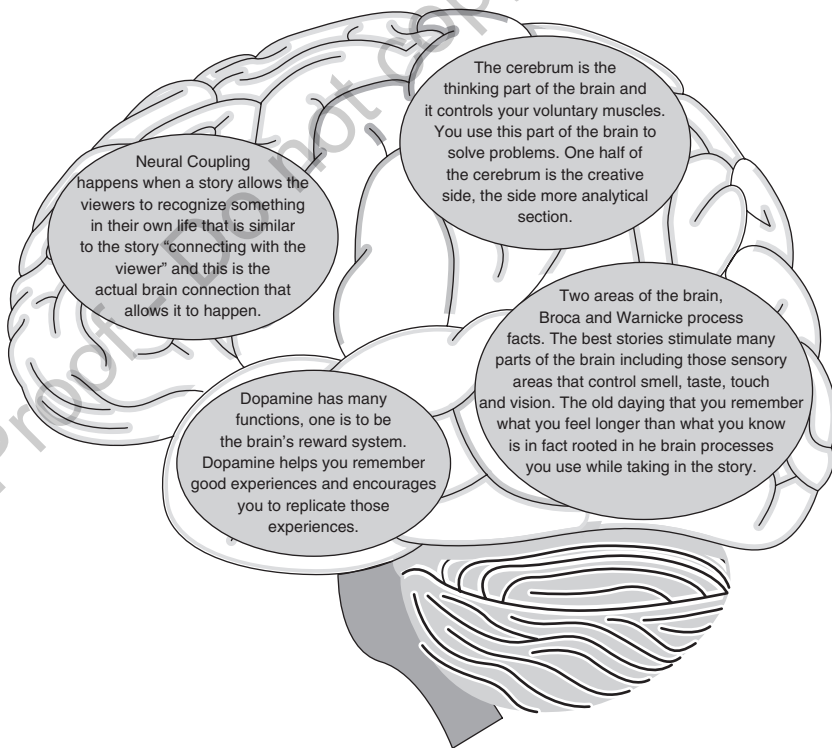 Neural Coupling
happens when a story allows the
viewers to recognize something
in their own life that is similar
to the story “connecting with the
viewer” and this is the
actual brain connection that
allows it to happen.
The cerebrum is the
thinking part of the brain and
it controls your voluntary muscles.
You use this part of the brain to
solve problems. One half of
the cerebrum is the creative
side, the side more analytical
section.
Dopamine has many
functions, one is to be
the brain’s reward system.
Dopamine helps you remember
good experiences and encourages
you to replicate those
experiences.
Two areas of the brain,
Broca and Warnicke process
facts. The best stories stimulate many
parts of the brain including those sensory
areas that control smell, taste, touch
and vision. The old daying that you remember
what you feel longer than what you know
is in fact rooted in he brain processes
you use while taking in the story.
Proof - Do not cop